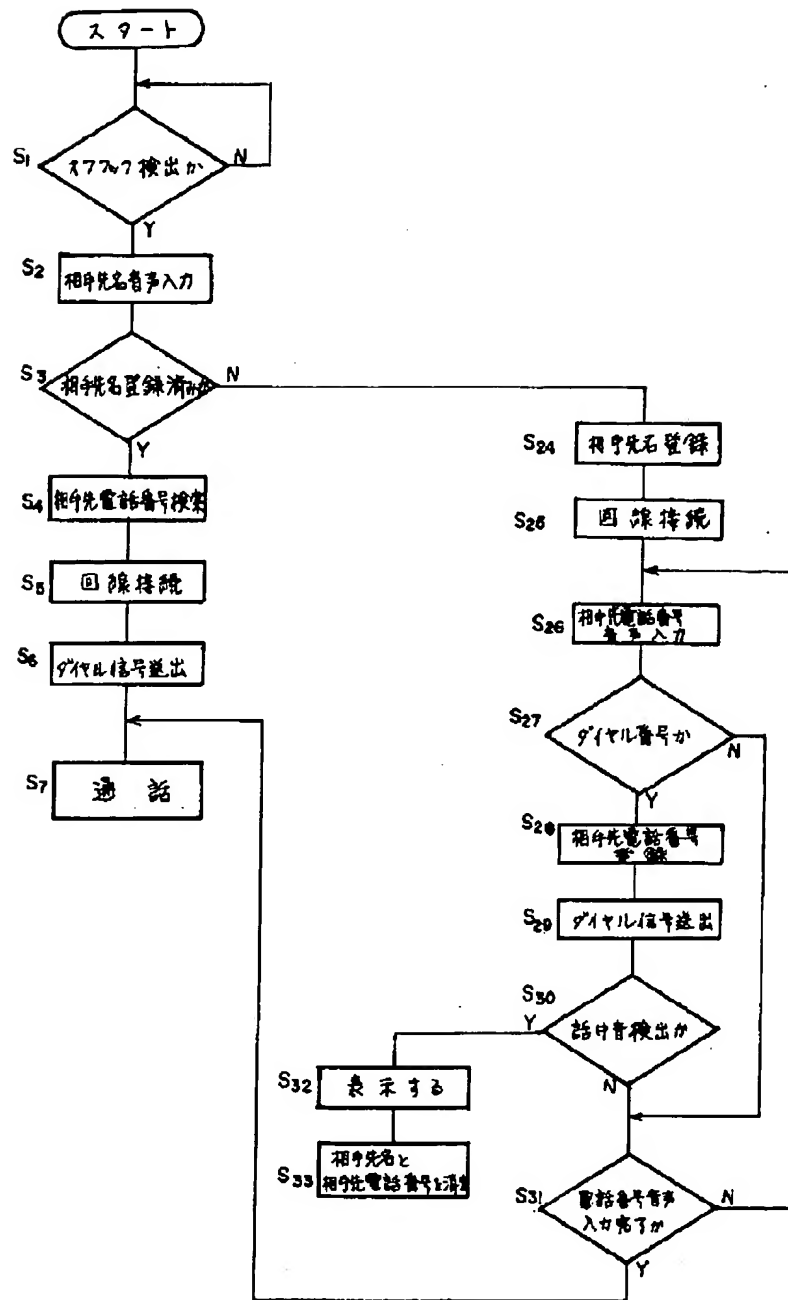 スタート
S1
オフフック検出か
N
Y
S2
相手先名音声入力
S3
相手先名登録済みか
N
Y
S4
相手先電話番号検索
S5
回線接続
S6
ダイヤル信号送出
S7
通話
S24
相手先名登録
S25
回線接続
S26
相手先電話番号
音声入力
S27
ダイヤル番号か
N
Y
S28
相手先電話番号
登録
S29
ダイヤル信号送出
S30
話中音検出か
Y
N
S32
表示する
S33
相手先名と
相手先電話番号を消去
S31
電話番号音声
入力完了か
N
Y